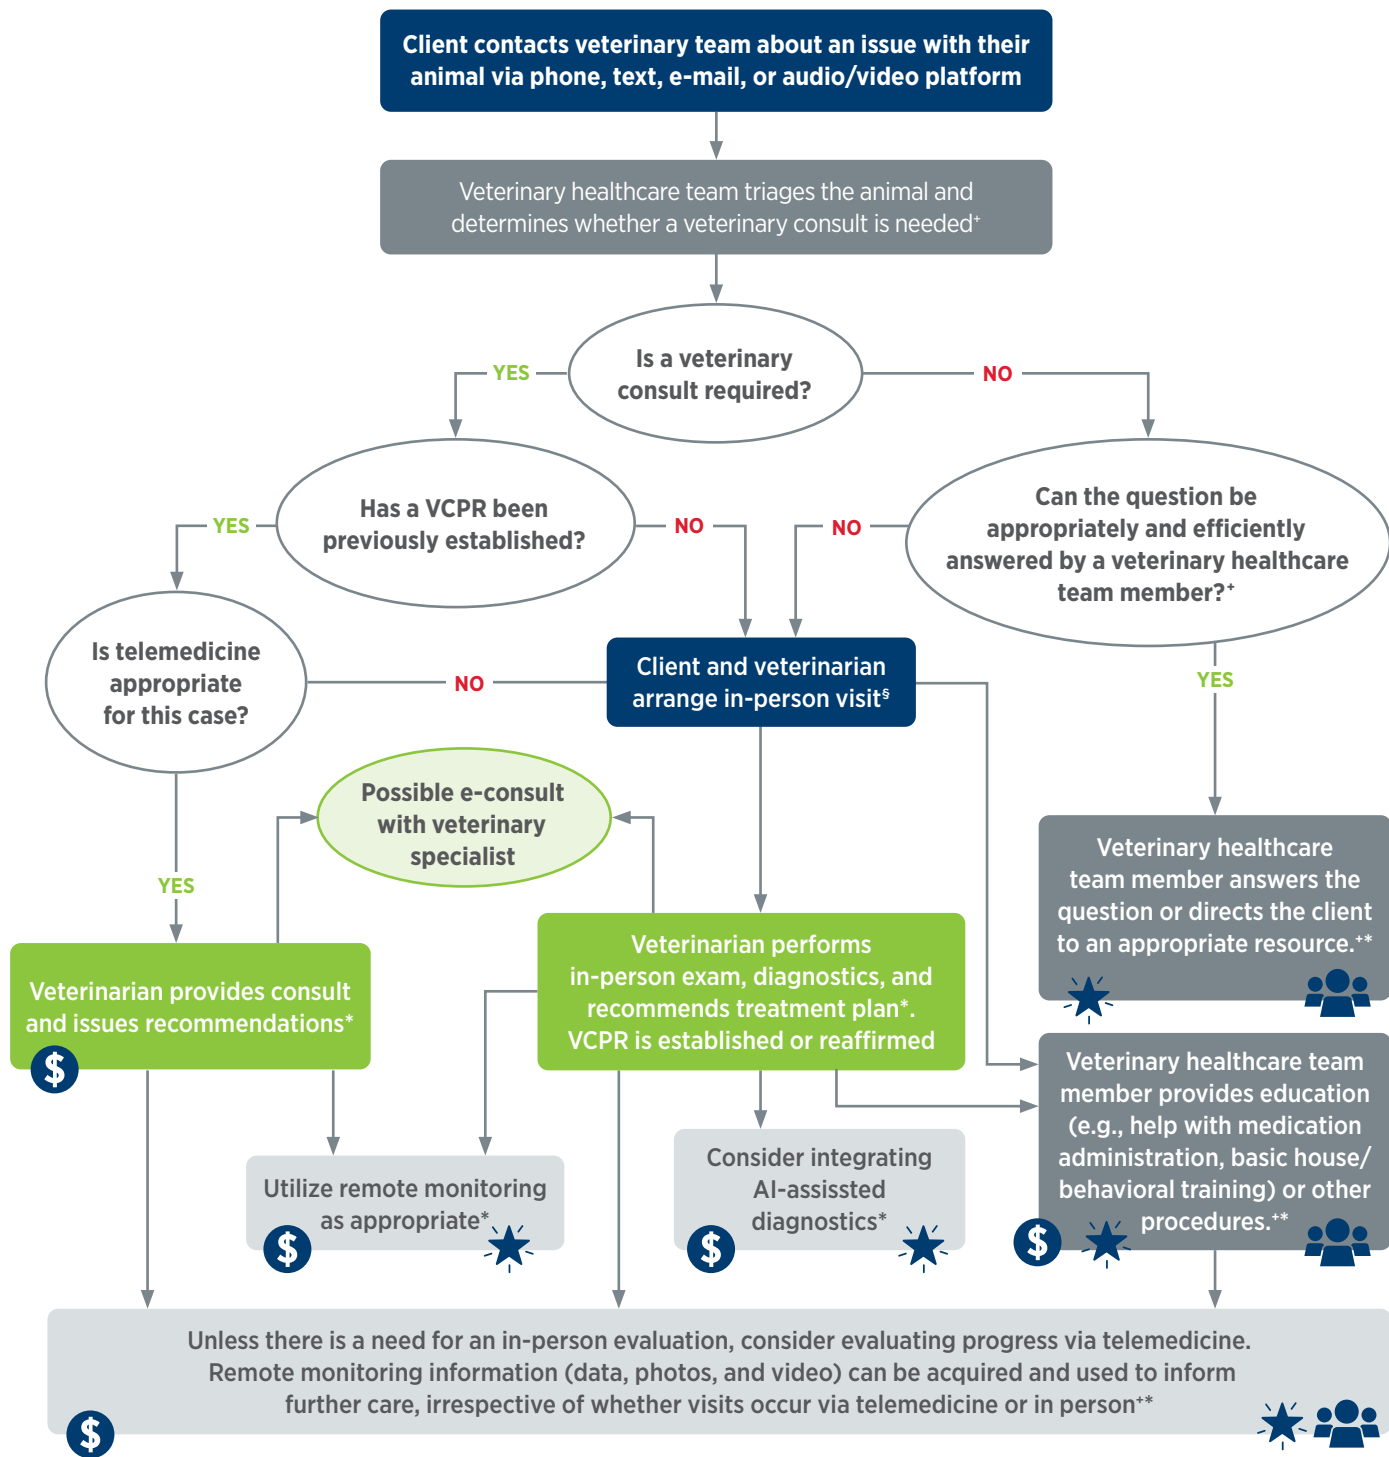 Client contacts veterinary team about an issue with their
animal via phone, text, e-mail, or audio/video platform
Veterinary healthcare team triages the animal and
determines whether a veterinary consult is needed+
Is a veterinary
consult required?
YES
NO
Has a VCPR been
previously established?
Can the question be
appropriately and efficiently
answered by a veterinary healthcare
team member?+
YES
NO
NO
Is telemedicine
appropriate
for this case?
NO
Client and veterinarian
arrange in-person visit§
YES
Possible e-consult
with veterinary
specialist
YES
Veterinary healthcare
team member answers the
question or directs the client
to an appropriate resource.+*
Veterinarian provides consult
and issues recommendations*
$
Veterinarian performs
in-person exam, diagnostics, and
recommends treatment plan*.
VCPR is established or reaffirmed
Veterinary healthcare team
member provides education
(e.g., help with medication
administration, basic house/
behavioral training) or other
procedures.+*
$
Utilize remote monitoring
as appropriate*
$
Consider integrating
AI-assissted
diagnostics*
$
Unless there is a need for an in-person evaluation, consider evaluating progress via telemedicine.
Remote monitoring information (data, photos, and video) can be acquired and used to inform
further care, irrespective of whether visits occur via telemedicine or in person+*
$